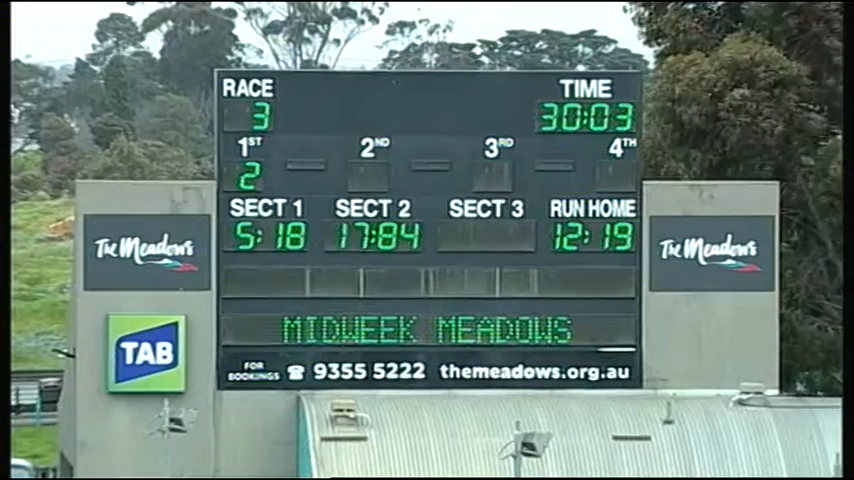 RACE TIME
3 30:03
1ST 2ND 3RD 4TH
2
SECT 1 SECT 2 SECT 3 RUN HOME
5:18 17:84 12:19
The Meadows
The Meadows
MIDWEEK MEADOWS
TAB
FOR BOOKINGS ☎ 9355 5222 themeadows.org.au